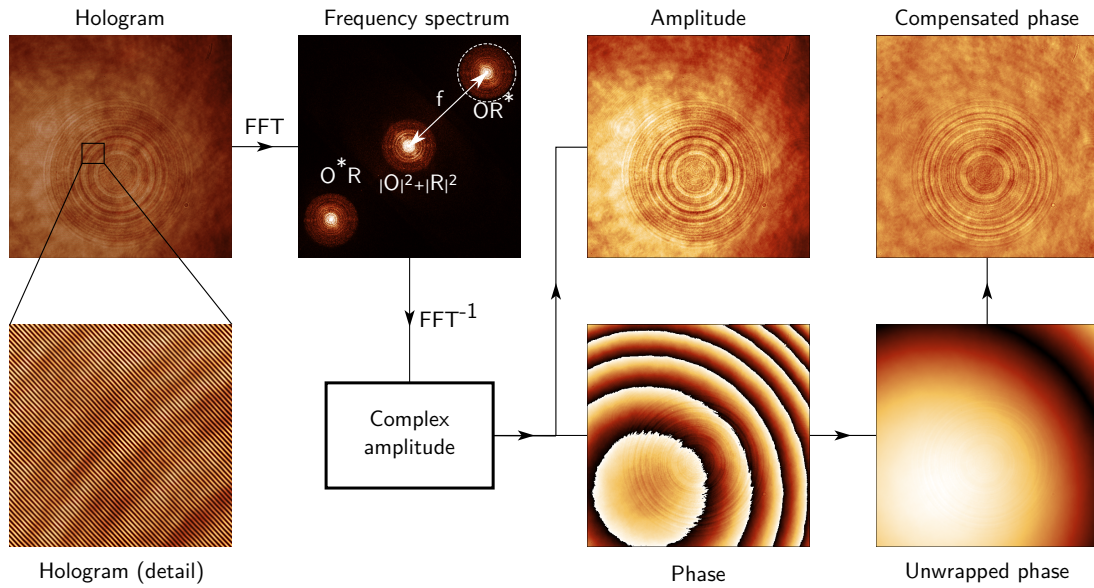 Hologram
Frequency spectrum
Amplitude
Compensated phase
FFT
f
OR*
O*R
|O|²+|R|²
FFT⁻¹
Complex
amplitude
Hologram (detail)
Phase
Unwrapped phase